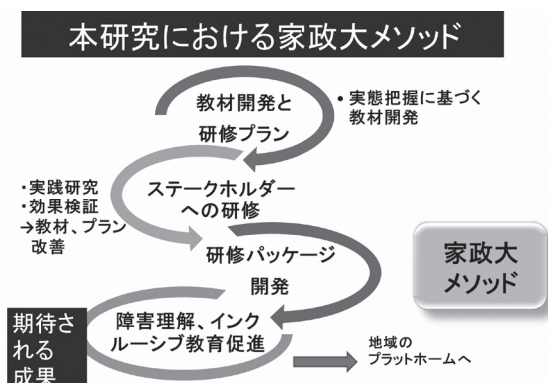 本研究における家政大メソッド
教材開発と
研修プラン
・実態把握に基づく
教材開発
・実践研究
・効果検証
→教材、プラン
改善
ステークホルダー
への研修
研修パッケージ
開発
家政大
メソッド
期待さ
れる
成果
障害理解、インク
ルーシブ教育促進
地域の
プラットホームへ